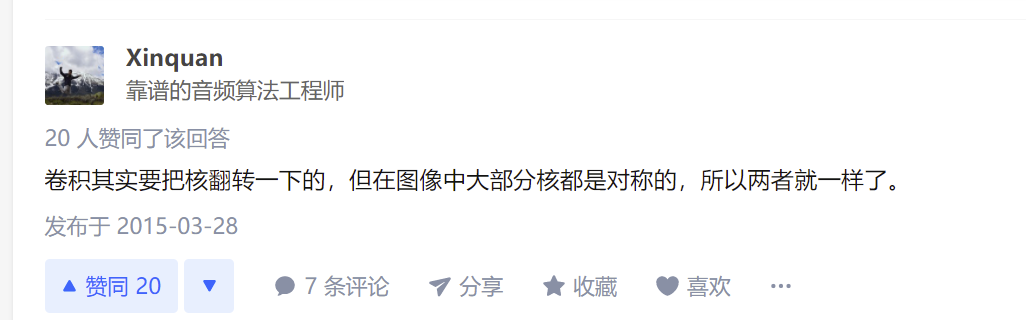 Xinquan
靠谱的音频算法工程师
20 人赞同了该回答
卷积其实要把核翻转一下的，但在图像中大部分核都是对称的，所以两者就一样了。
发布于 2015-03-28
赞同 20 7 条评论 分享 收藏 喜欢